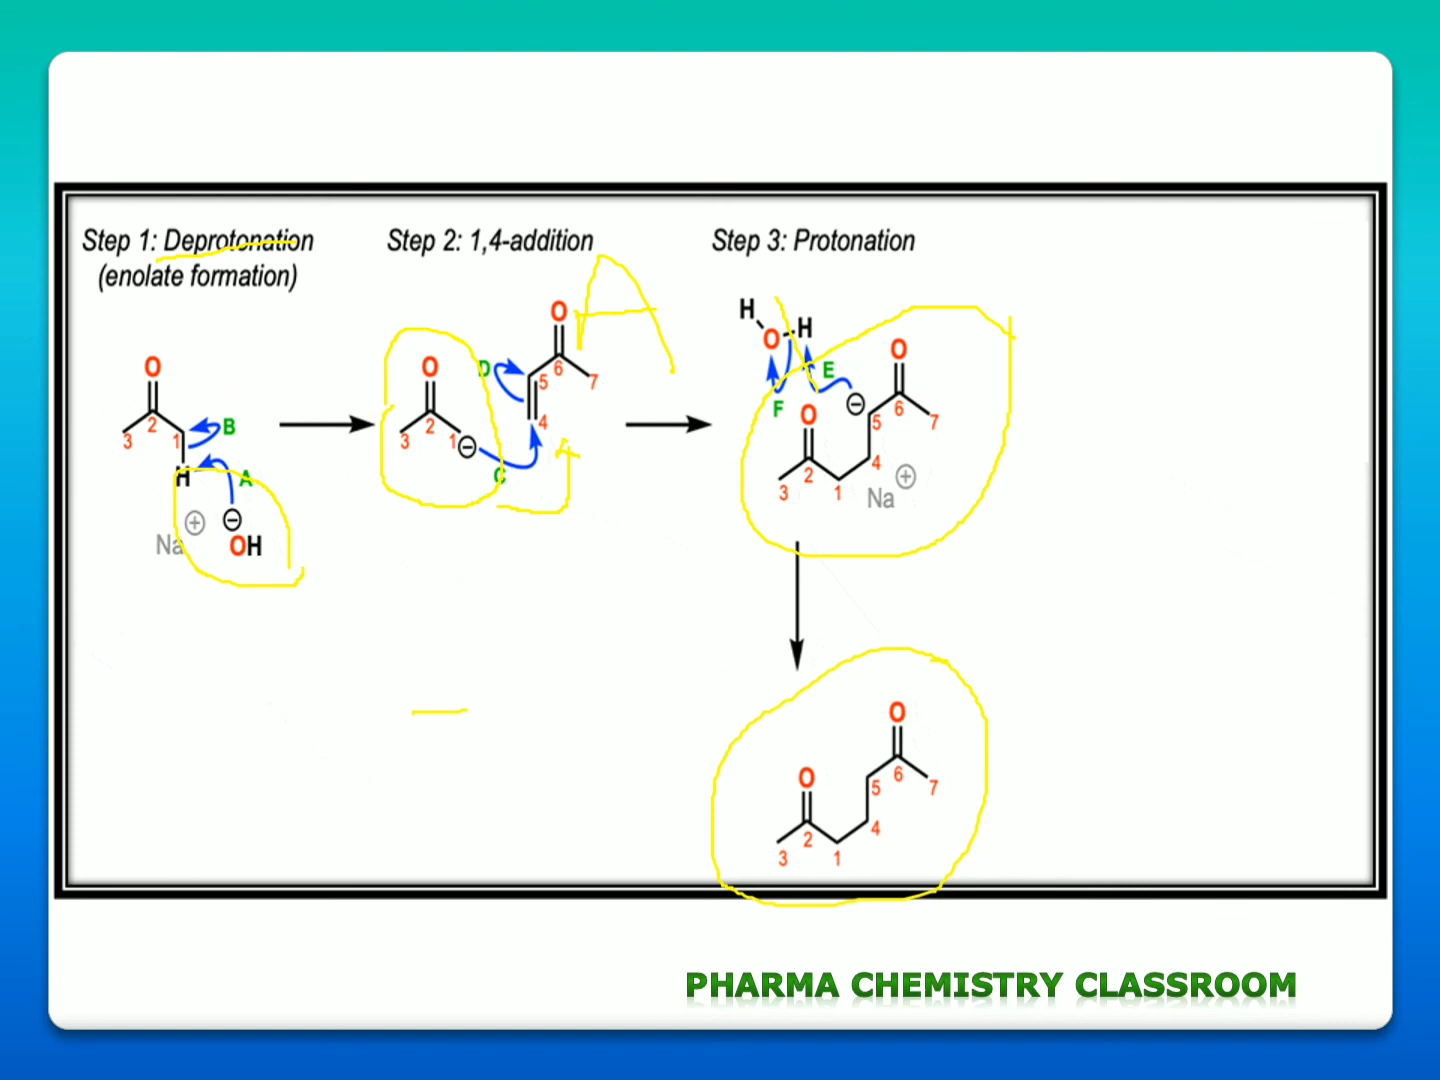 Step 1: Deprotonation
(enolate formation)
O
2
3
1
B
H
A
Na
OH
Step 2: 1,4-addition
O
O
D
6
5
7
2
3
1
4
C
Step 3: Protonation
H
O
H
E
F
O
O
6
5
7
4
2
3
1
Na
O
6
5
7
O
4
2
3
1
PHARMA CHEMISTRY CLASSROOM